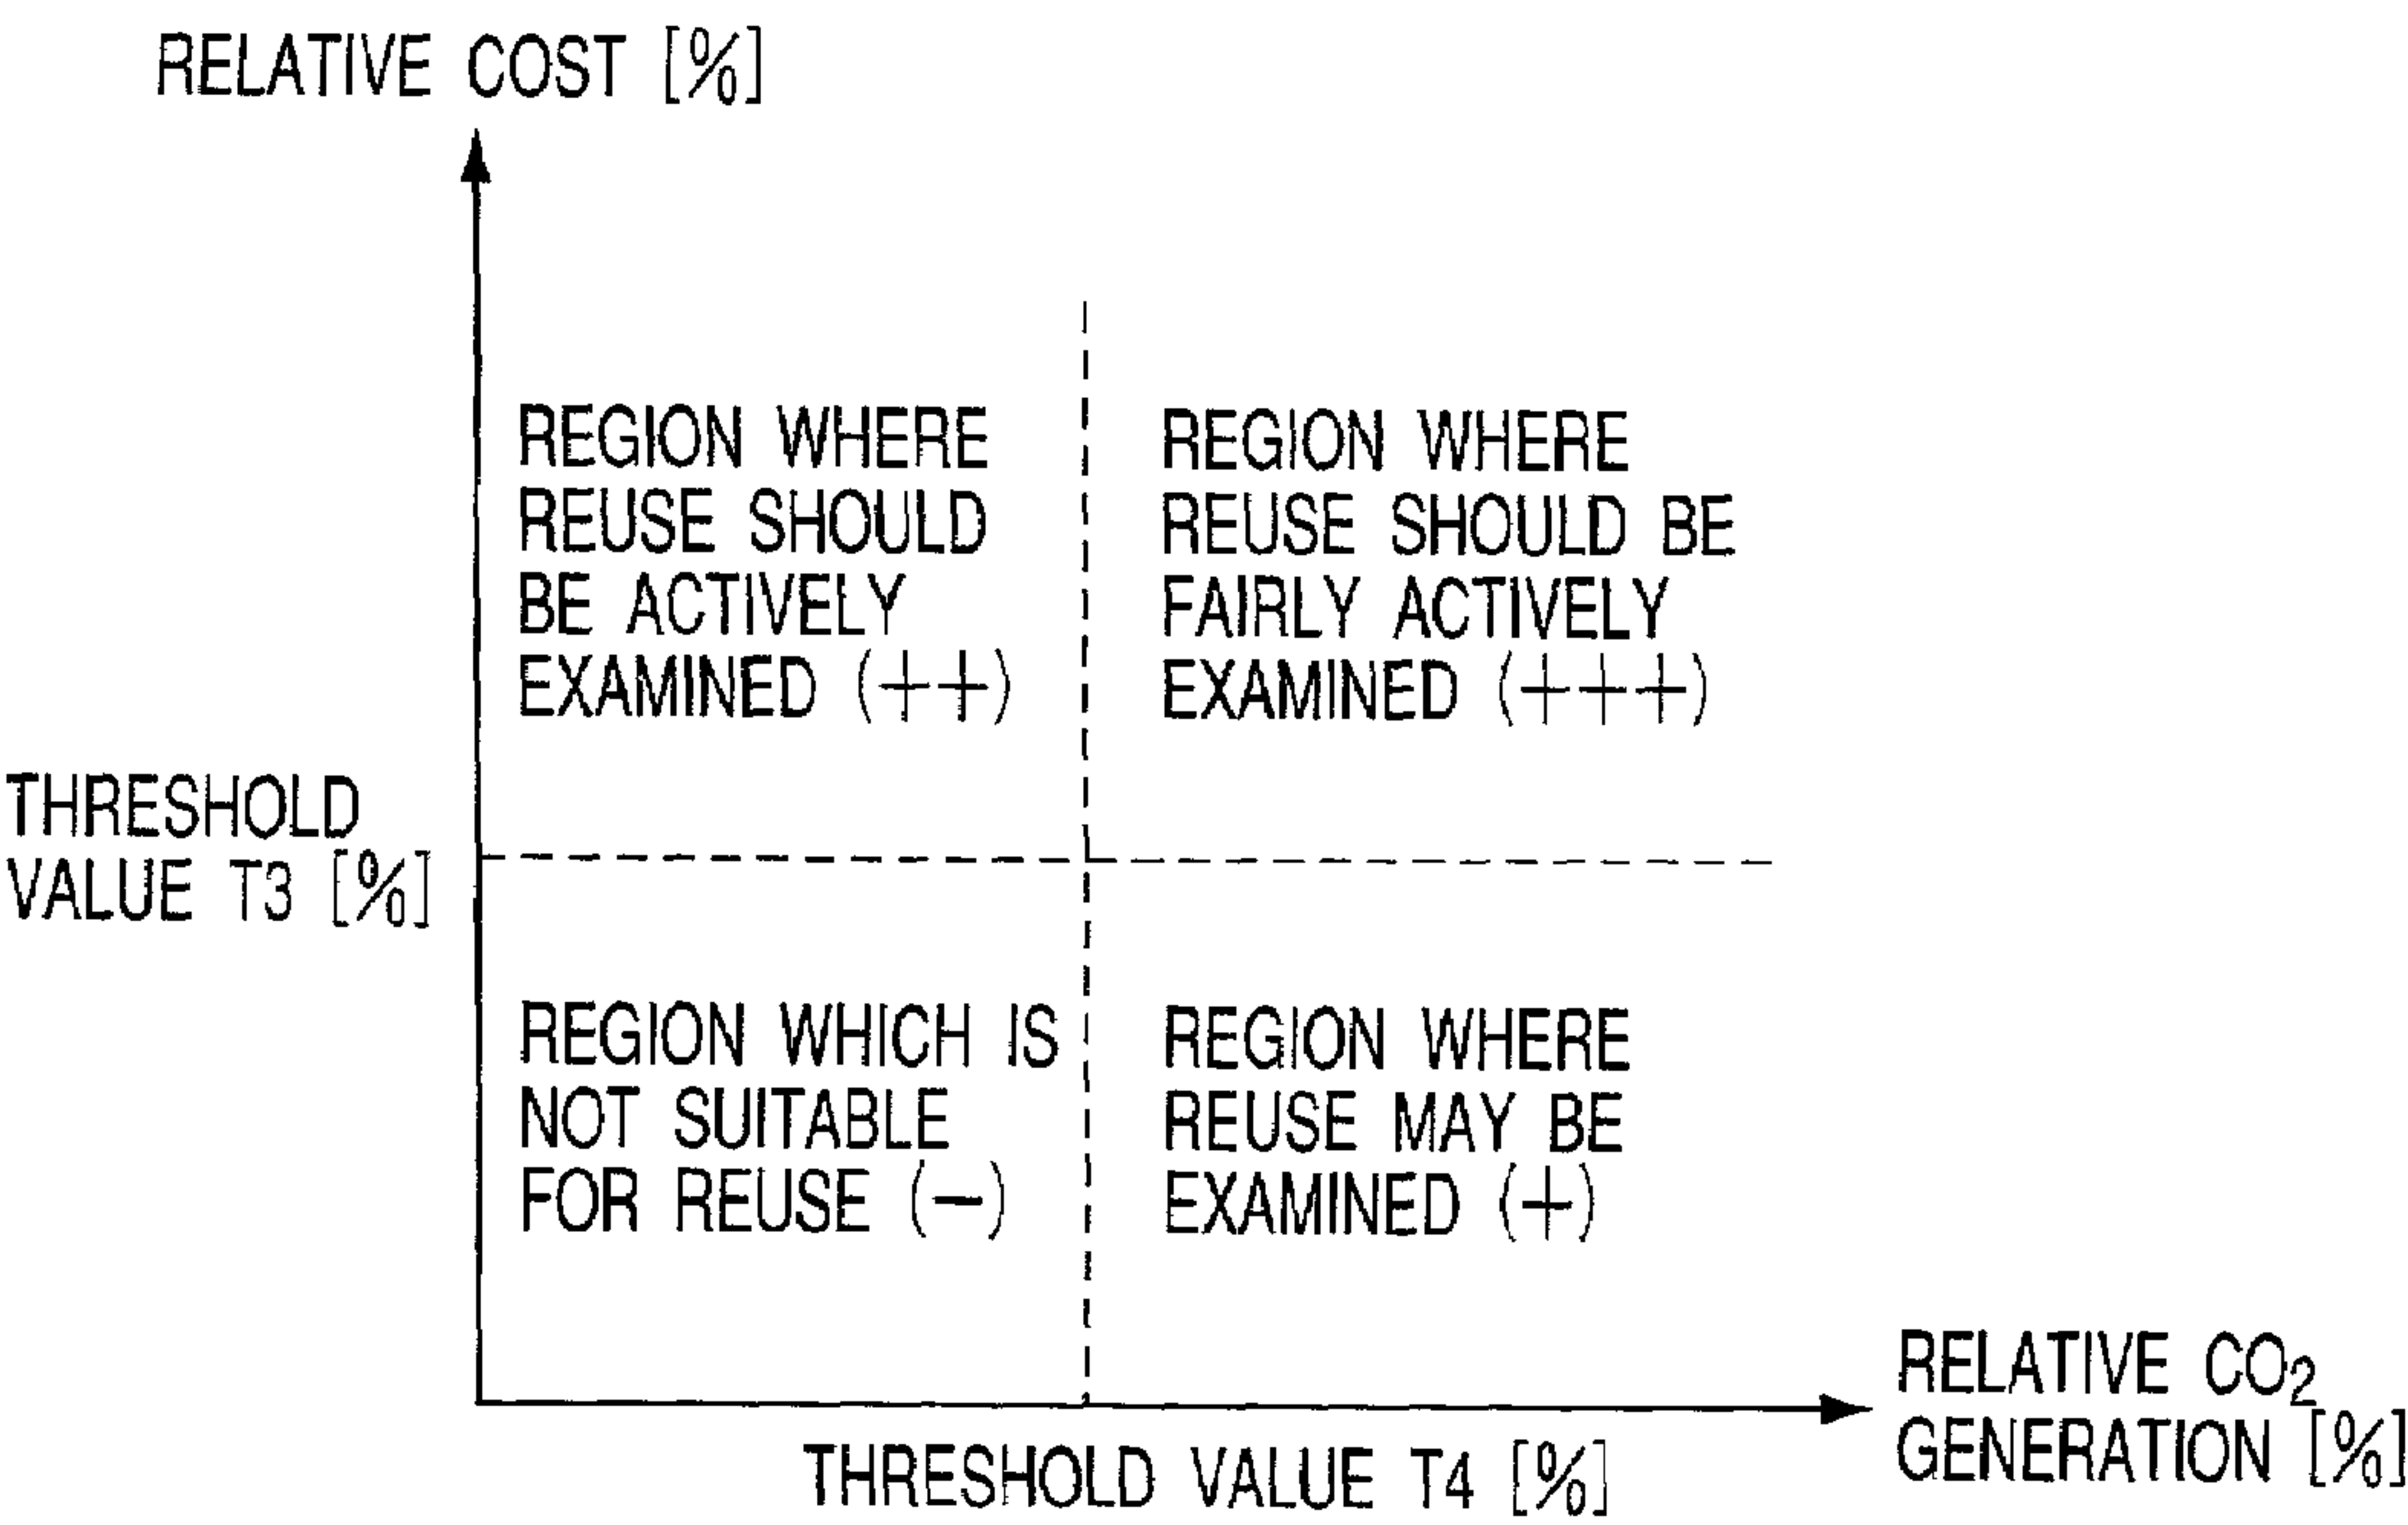 RELATIVE COST [%]
REGION WHERE
REUSE SHOULD
BE ACTIVELY
EXAMINED (++)
REGION WHERE
REUSE SHOULD BE
FAIRLY ACTIVELY
EXAMINED (+++)
THRESHOLD
VALUE T3 [%]
REGION WHICH IS
NOT SUITABLE
FOR REUSE (−)
REGION WHERE
REUSE MAY BE
EXAMINED (+)
RELATIVE CO₂
GENERATION [%]
THRESHOLD VALUE T4 [%]